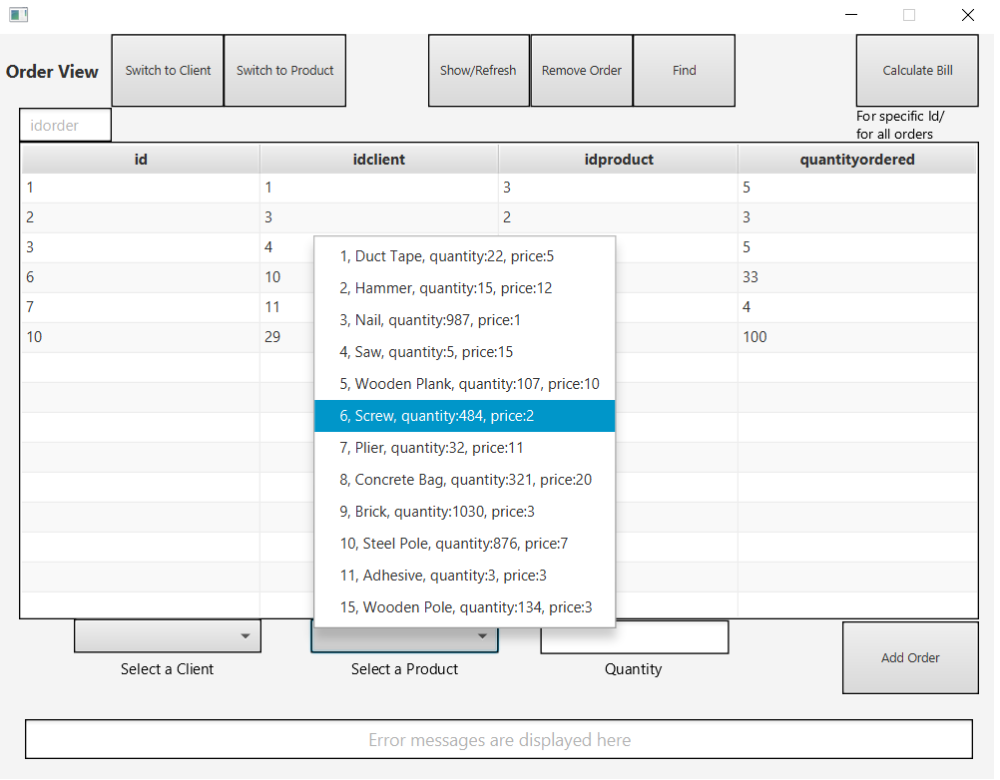 Order View
Switch to Client
Switch to Product
Show/Refresh
Remove Order
Find
Calculate Bill
For specific Id/
for all orders
idorder
id idclient idproduct quantityordered
1 1 3 5
2 3 2 3
3 4 5
6 10 33
7 11 4
10 29 100
1, Duct Tape, quantity:22, price:5
2, Hammer, quantity:15, price:12
3, Nail, quantity:987, price:1
4, Saw, quantity:5, price:15
5, Wooden Plank, quantity:107, price:10
6, Screw, quantity:484, price:2
7, Plier, quantity:32, price:11
8, Concrete Bag, quantity:321, price:20
9, Brick, quantity:1030, price:3
10, Steel Pole, quantity:876, price:7
11, Adhesive, quantity:3, price:3
15, Wooden Pole, quantity:134, price:3
Select a Client
Select a Product
Quantity
Add Order
Error messages are displayed here